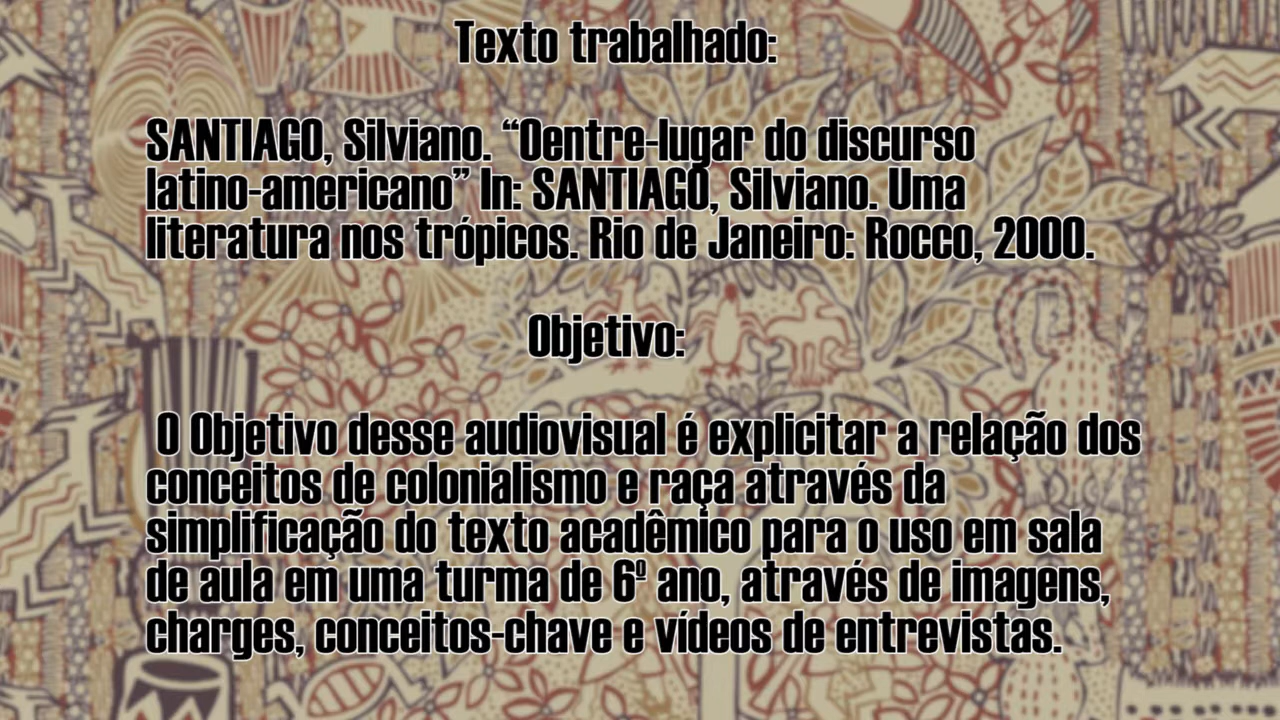 Texto trabalhado:
SANTIAGO, Silviano. “Oentre-lugar do discurso
latino-americano” In: SANTIAGO, Silviano. Uma
literatura nos trópicos. Rio de Janeiro: Rocco, 2000.
Objetivo:
O Objetivo desse audiovisual é explicitar a relação dos
conceitos de colonialismo e raça através da
simplificação do texto acadêmico para o uso em sala
de aula em uma turma de 6º ano, através de imagens,
charges, conceitos-chave e vídeos de entrevistas.